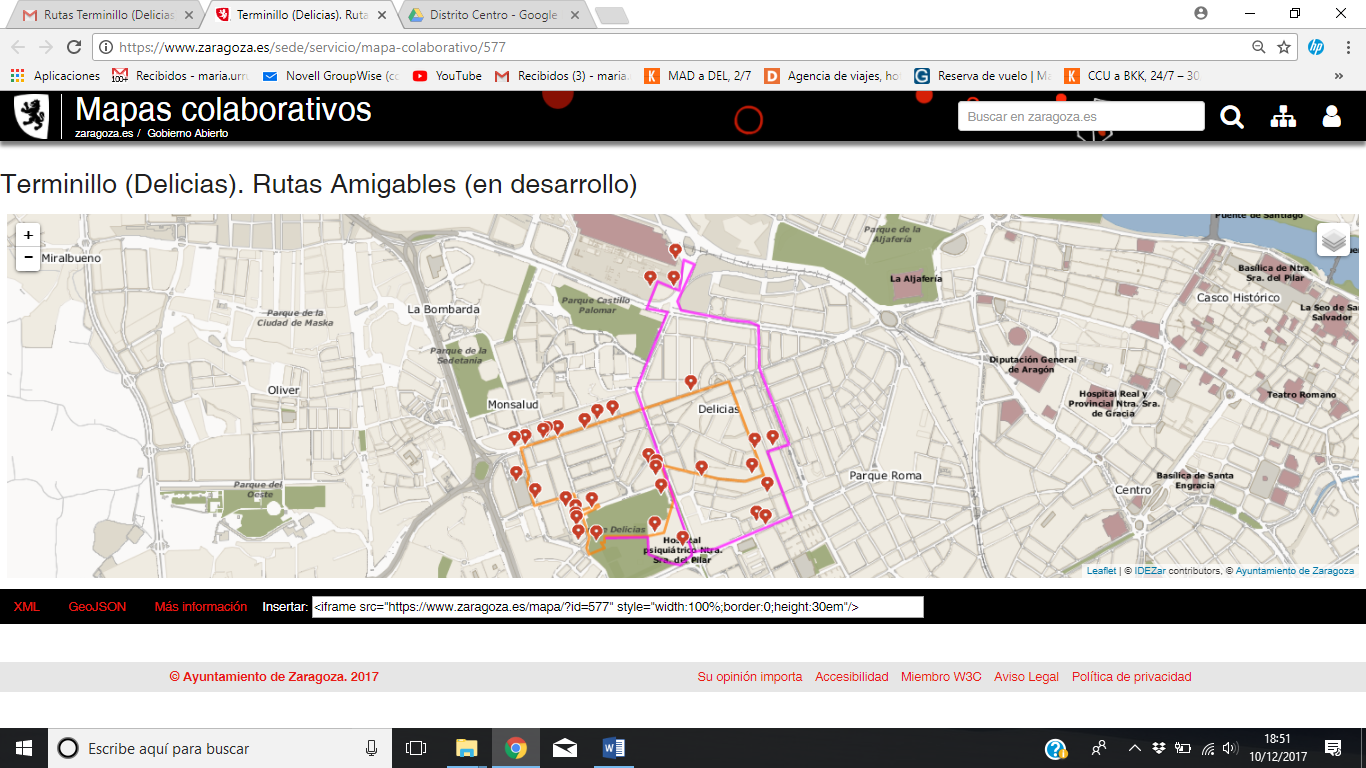 Rutas Terminillo (Delicias
Terminillo (Delicias). Ruta
Distrito Centro - Google
https://www.zaragoza.es/sede/servicio/mapa-colaborativo/577
Aplicaciones
Recibidos - maria.urru
Novell GroupWise (co
YouTube
Recibidos (3) - maria.
MAD a DEL, 2/7
Agencia de viajes, ho
Reserva de vuelo | Ma
CCU a BKK, 24/7 – 30
»
Mapas colaborativos
zaragoza.es / Gobierno Abierto
Buscar en zaragoza.es
Terminillo (Delicias). Rutas Amigables (en desarrollo)
+
-
Puente de Santiago
Miralbueno
Parque de la
Aljafería
La Aljafería
Basílica de Ntra.
Sra. del Pilar
Casco Histórico
La Seo de San
Salvador
Parque Castillo
Palomar
La Bombarda
Parque de la
Ciudad de Maska
Parque de la
Sedetania
Diputación General
de Aragón
Oliver
Monsalud
Delicias
Hospital Real y
Provincial Ntra. Sra.
de Gracia
Teatro Romano
Parque Roma
Basílica de Santa
Engracia
Centro
Parque del
Oeste
Delicias
Hospital
psiquiátrico Ntra.
Sra. del Pilar
Leaflet | © IDEZar contributors, © Ayuntamiento de Zaragoza
XML
GeoJSON
Más información
Insertar: <iframe src="https://www.zaragoza.es/mapa/?id=577" style="width:100%;border:0;height:30em"/>
© Ayuntamiento de Zaragoza. 2017
Su opinión importa
Accesibilidad
Miembro W3C
Aviso Legal
Política de privacidad
Escribe aquí para buscar
18:51
10/12/2017